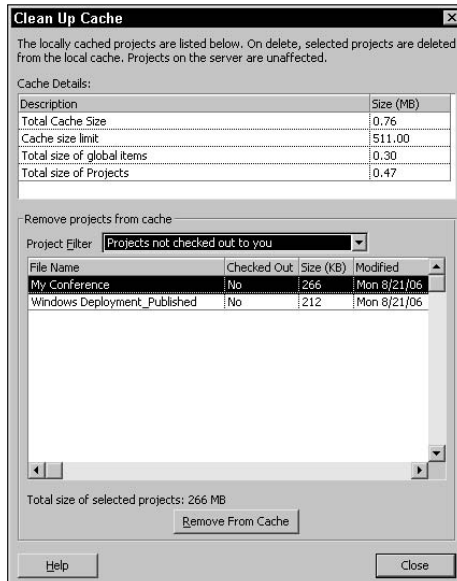 Clean Up Cache
The locally cached projects are listed below. On delete, selected projects are deleted
from the local cache. Projects on the server are unaffected.
Cache Details:
Description Size (MB)
Total Cache Size 0.76
Cache size limit 511.00
Total size of global items 0.30
Total size of Projects 0.47
Remove projects from cache
Project Filter Projects not checked out to you
File Name Checked Out Size (KB) Modified
My Conference No 266 Mon 8/21/06
Windows Deployment_Published No 212 Mon 8/21/06
Total size of selected projects: 266 MB
Remove From Cache
Help Close